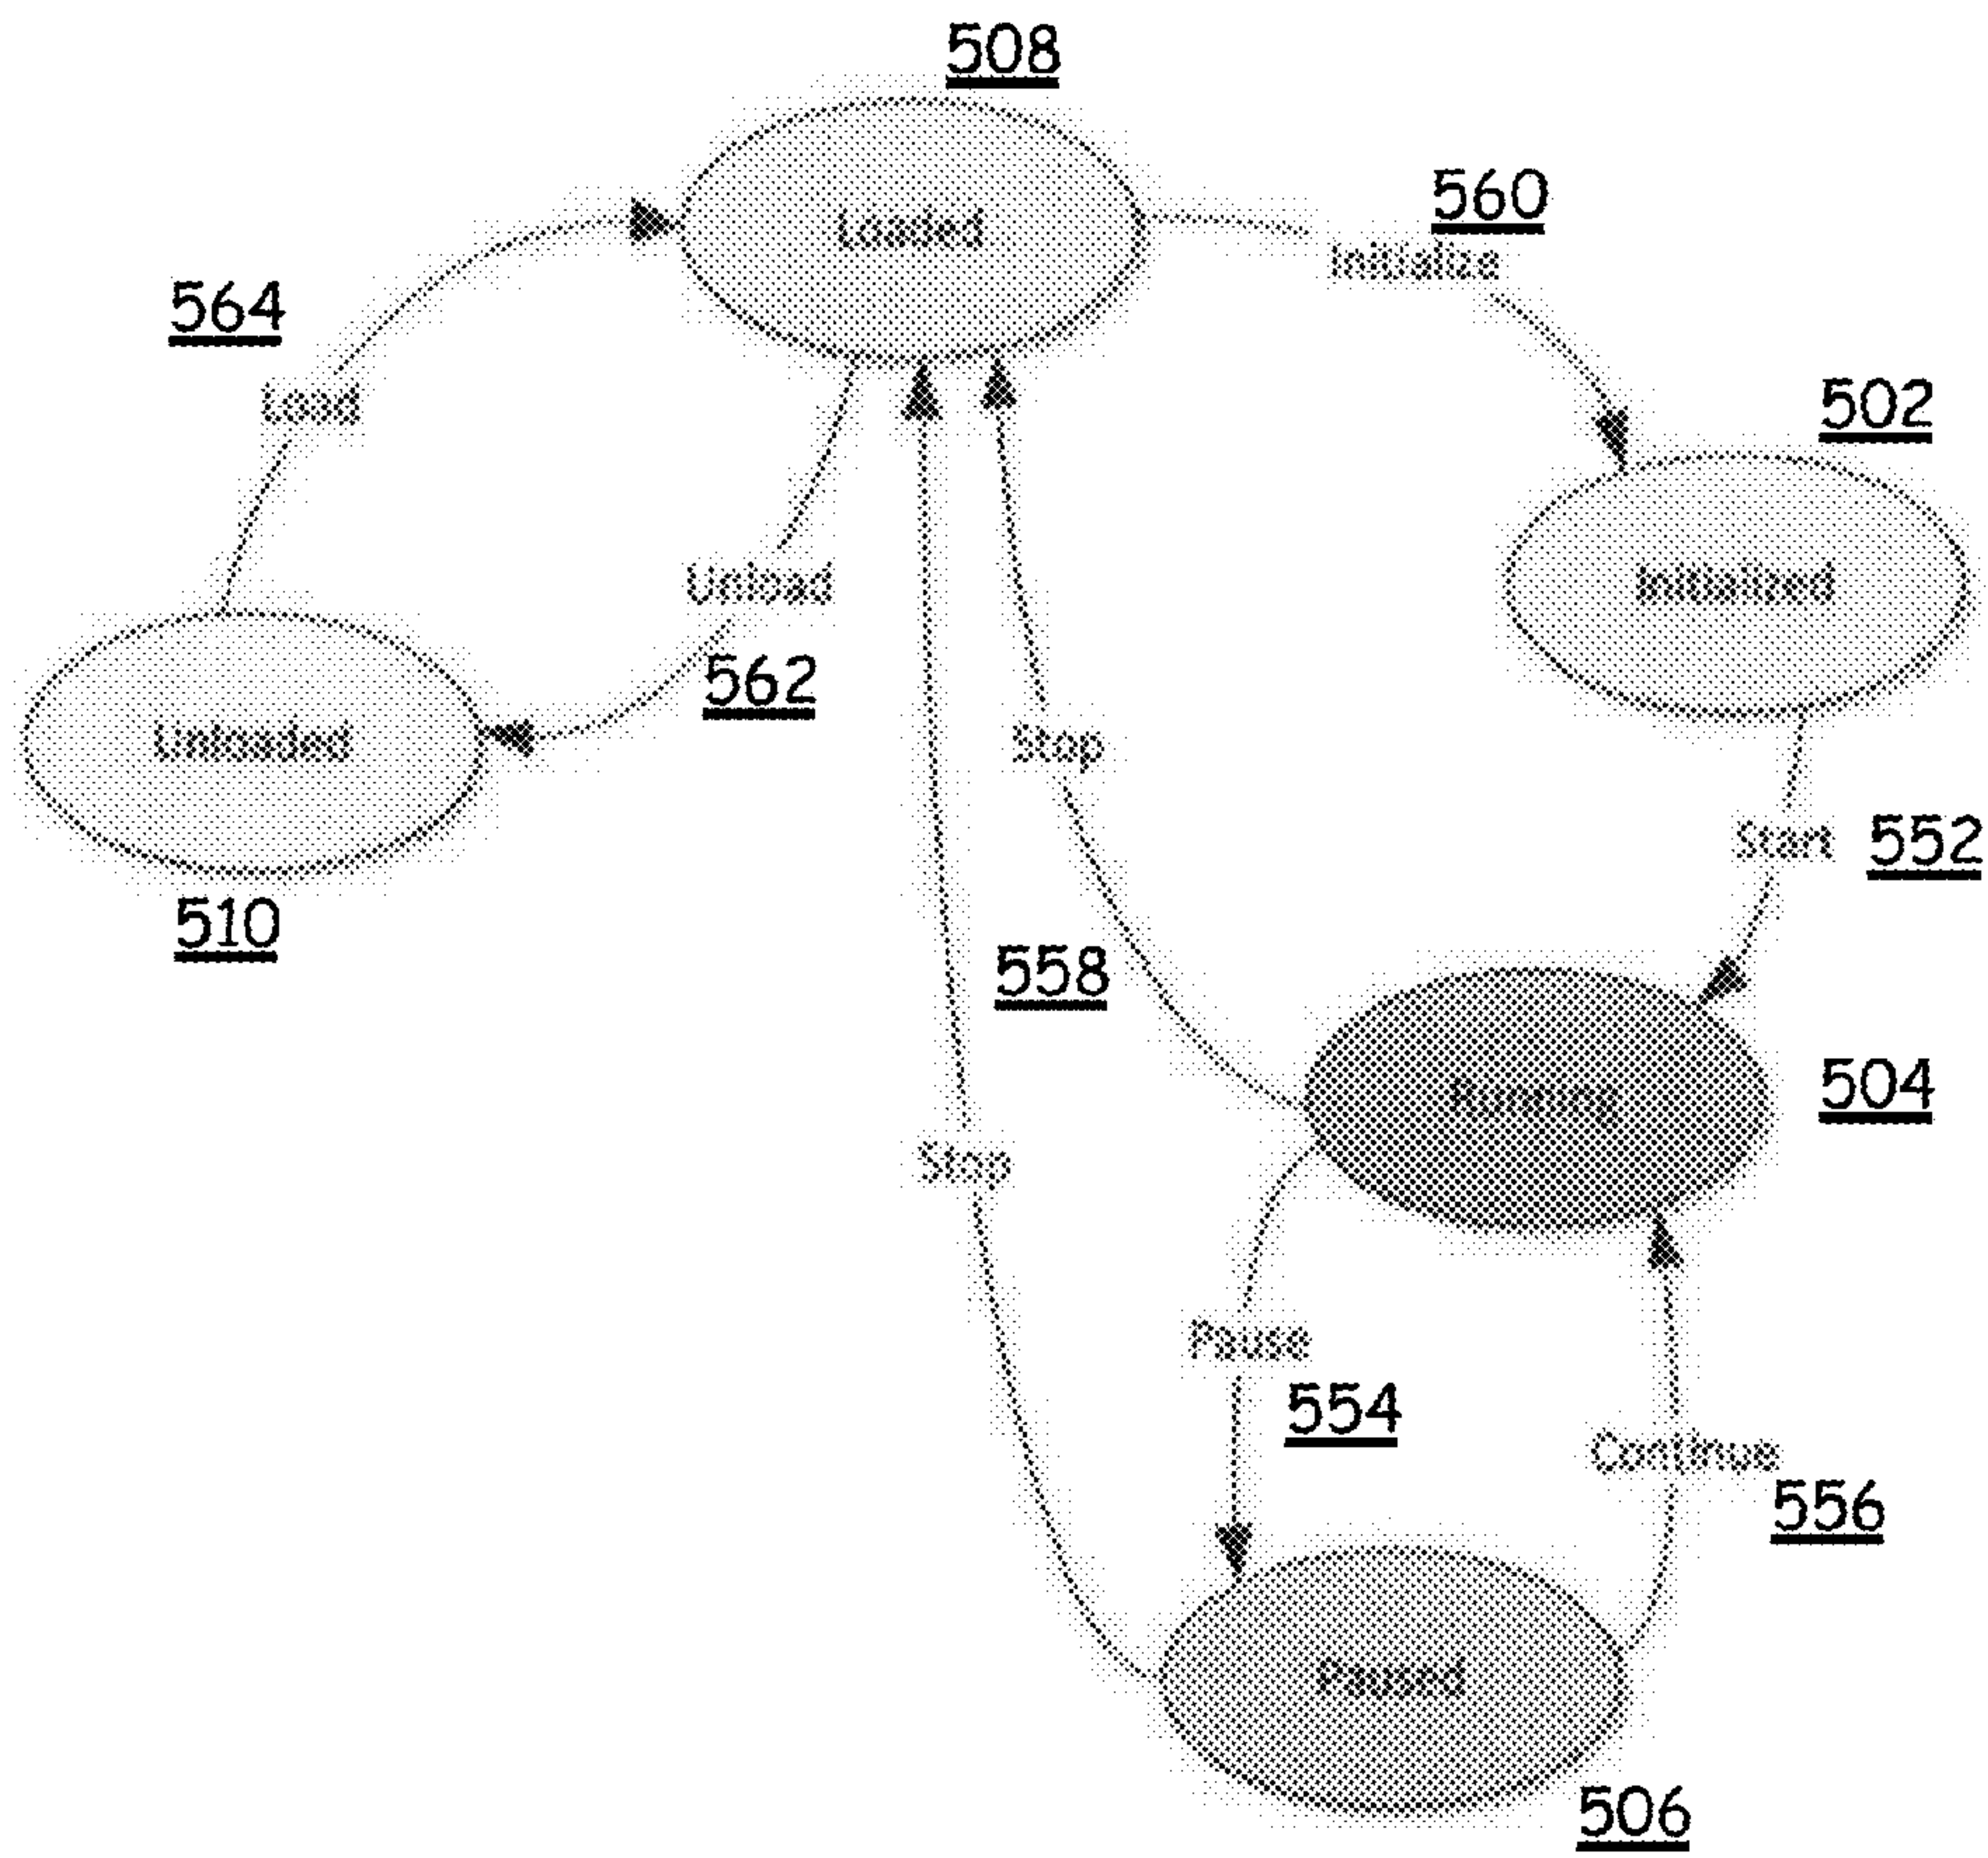 508
Loaded
560
Initialize
564
Load
502
Initialized
Unload
562
Unloaded
510
Stop
Start
552
558
Running
504
Stop
Pause
554
Continue
556
Paused
506